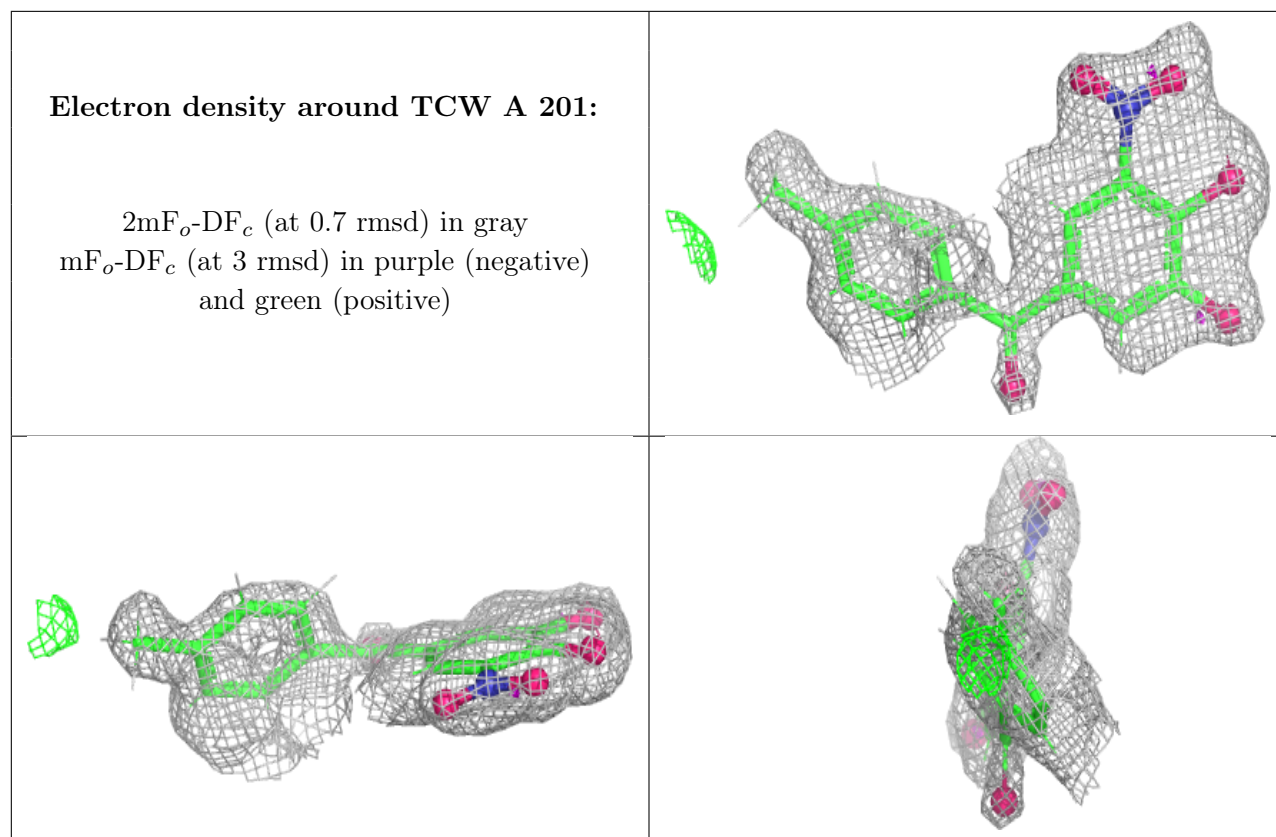 Electron density around TCW A 201:
2mFₒ-DF𝒸 (at 0.7 rmsd) in gray
mFₒ-DF𝒸 (at 3 rmsd) in purple (negative)
and green (positive)